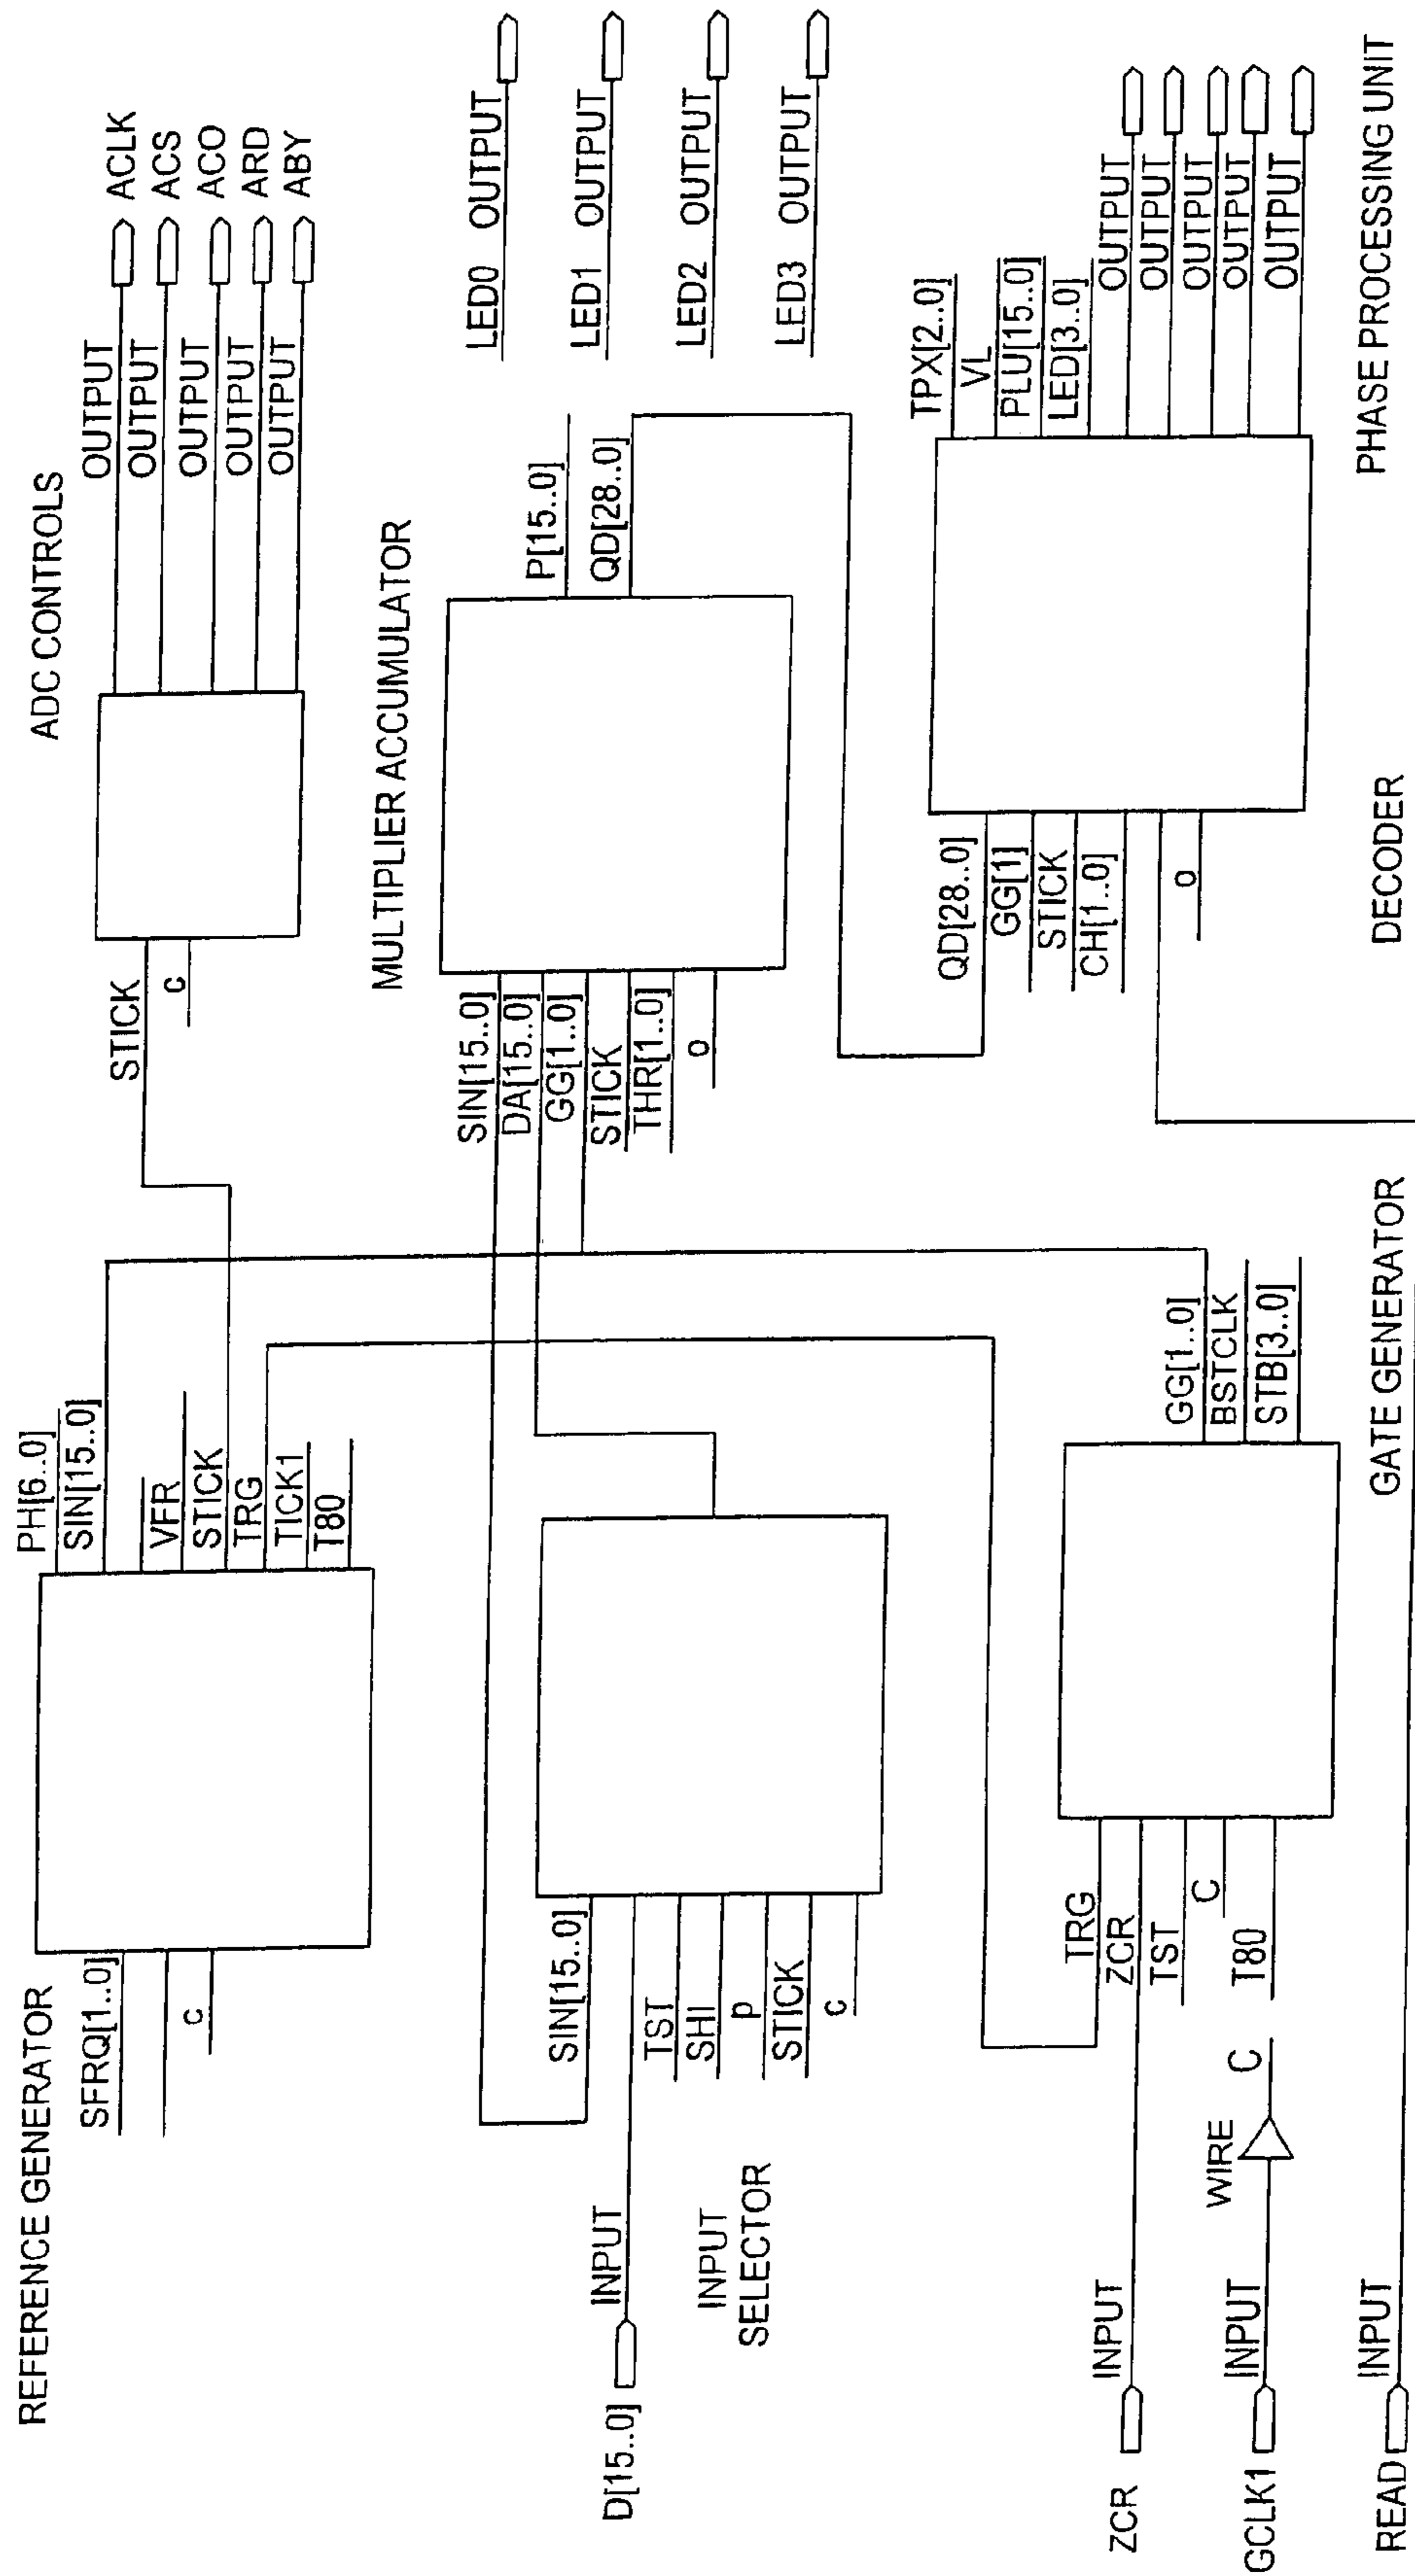 REFERENCE GENERATOR
SFRQ[1..0]
c
PH[6..0]
SIN[15..0]
VFR
STICK
TRG
TICK1
T80
ADC CONTROLS
STICK
c
OUTPUT
OUTPUT
OUTPUT
OUTPUT
OUTPUT
ACLK
ACS
ACO
ARD
ABY
D[15..0]
INPUT
INPUT
SELECTOR
SIN[15..0]
TST
SHI
p
STICK
c
MULTIPLIER ACCUMULATOR
SIN[15..0]
DA[15..0]
GG[1..0]
STICK
THR[1..0]
o
P[15..0]
QD[28..0]
LED0 OUTPUT
LED1 OUTPUT
LED2 OUTPUT
LED3 OUTPUT
ZCR
INPUT
GCLK1
INPUT
WIRE
C
READ
INPUT
TRG
ZCR
TST
C
T80
GG[1..0]
BSTCLK
STB[3..0]
GATE GENERATOR
QD[28..0]
GG[1]
STICK
CH[1..0]
o
DECODER
TPX[2..0]
VL
PLU[15..0]
LED[3..0]
OUTPUT
OUTPUT
OUTPUT
OUTPUT
OUTPUT
PHASE PROCESSING UNIT